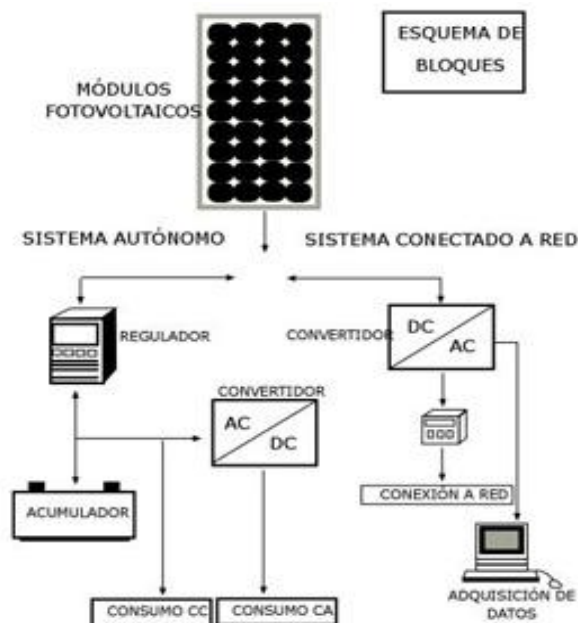 ESQUEMA DE
BLOQUES
MÓDULOS
FOTOVOLTAICOS
SISTEMA AUTÓNOMO
SISTEMA CONECTADO A RED
REGULADOR
CONVERTIDOR
DC
AC
CONVERTIDOR
AC
DC
CONEXIÓN A RED
ACUMULADOR
ADQUISICIÓN DE
DATOS
CONSUMO CC
CONSUMO CA